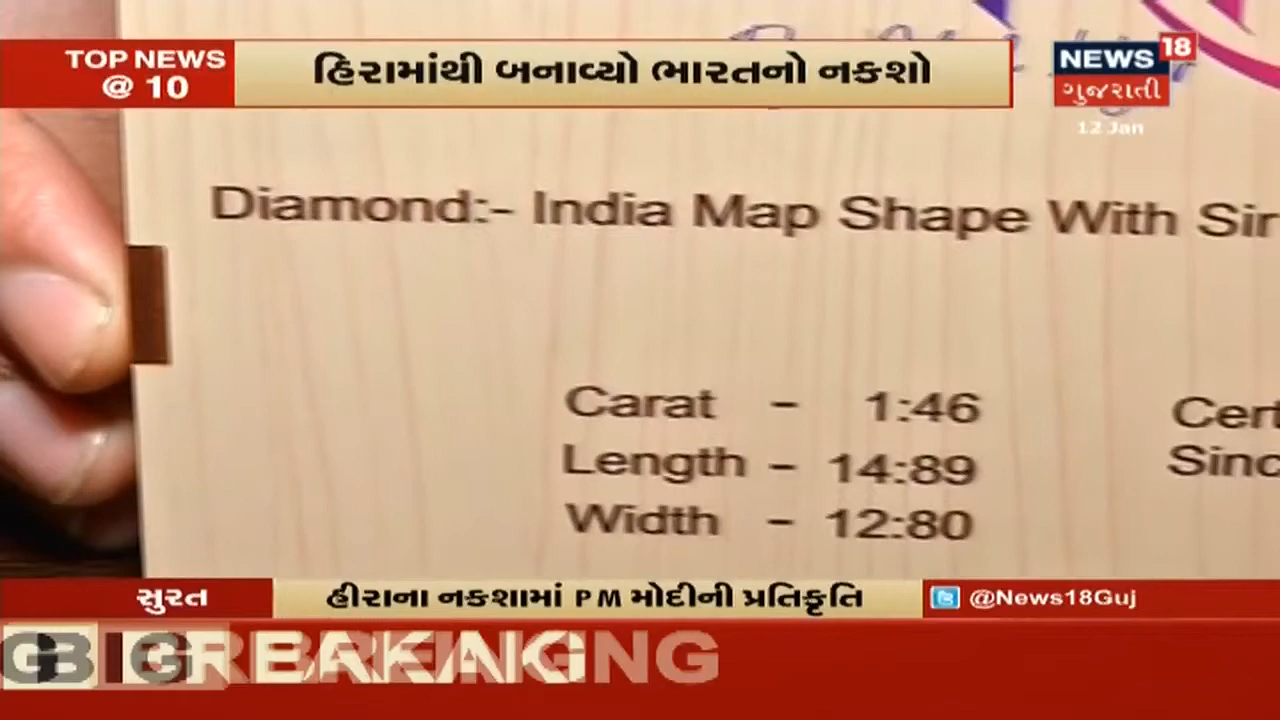 TOP NEWS
@ 10
હિરામાંથી બનાવ્યો ભારતનો નકશો
NEWS 18
ગુજરાતી
12 Jan
Diamond:- India Map Shape With
Carat - 1:46
Length - 14:89
Width - 12:80
સુરત
હીરાના નકશામાં PM મોદીની પ્રતિકૃતિ
@News18Guj